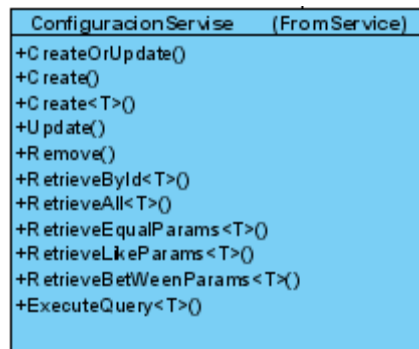 ConfiguracionServise (FromService)
+CreateOrUpdate()
+Create()
+Create<T>()
+Update()
+Remove()
+RetrieveById<T>()
+RetrieveAll<T>()
+RetrieveEqualParams<T>()
+RetrieveLikeParams<T>()
+RetrieveBetWeenParams<T>()
+ExecuteQuery<T>()